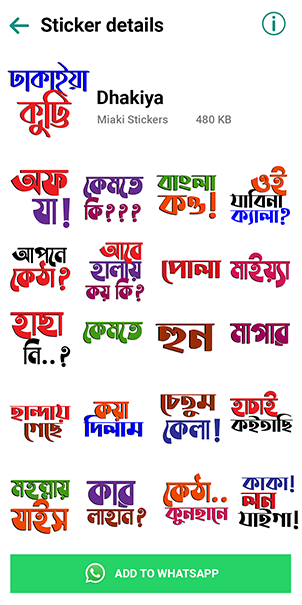 Sticker details
ঢাকাইয়া
কুট্টি
Dhakiya
Miaki Stickers 480 KB
অফ
যা!
কেমতে
কি???
বাংলা
কও!
ওই
যাবিনা
ক্যালা?
আপনে
কেঠা?
আবে
হালায়
কয় কি?
পোলা
মাইয়্যা
হাছা
নি..?
কেমতে
হুন
মাগার
হান্দায়
গেছে
কয়া
দিলাম
চেতুম
কেলা!
হাচাই
কইতাছি
মহল্লায়
যাইস
কার
লাহান?
কেঠা..
কুনহানে
কাকা!
লন
যাইগা!
ADD TO WHATSAPP